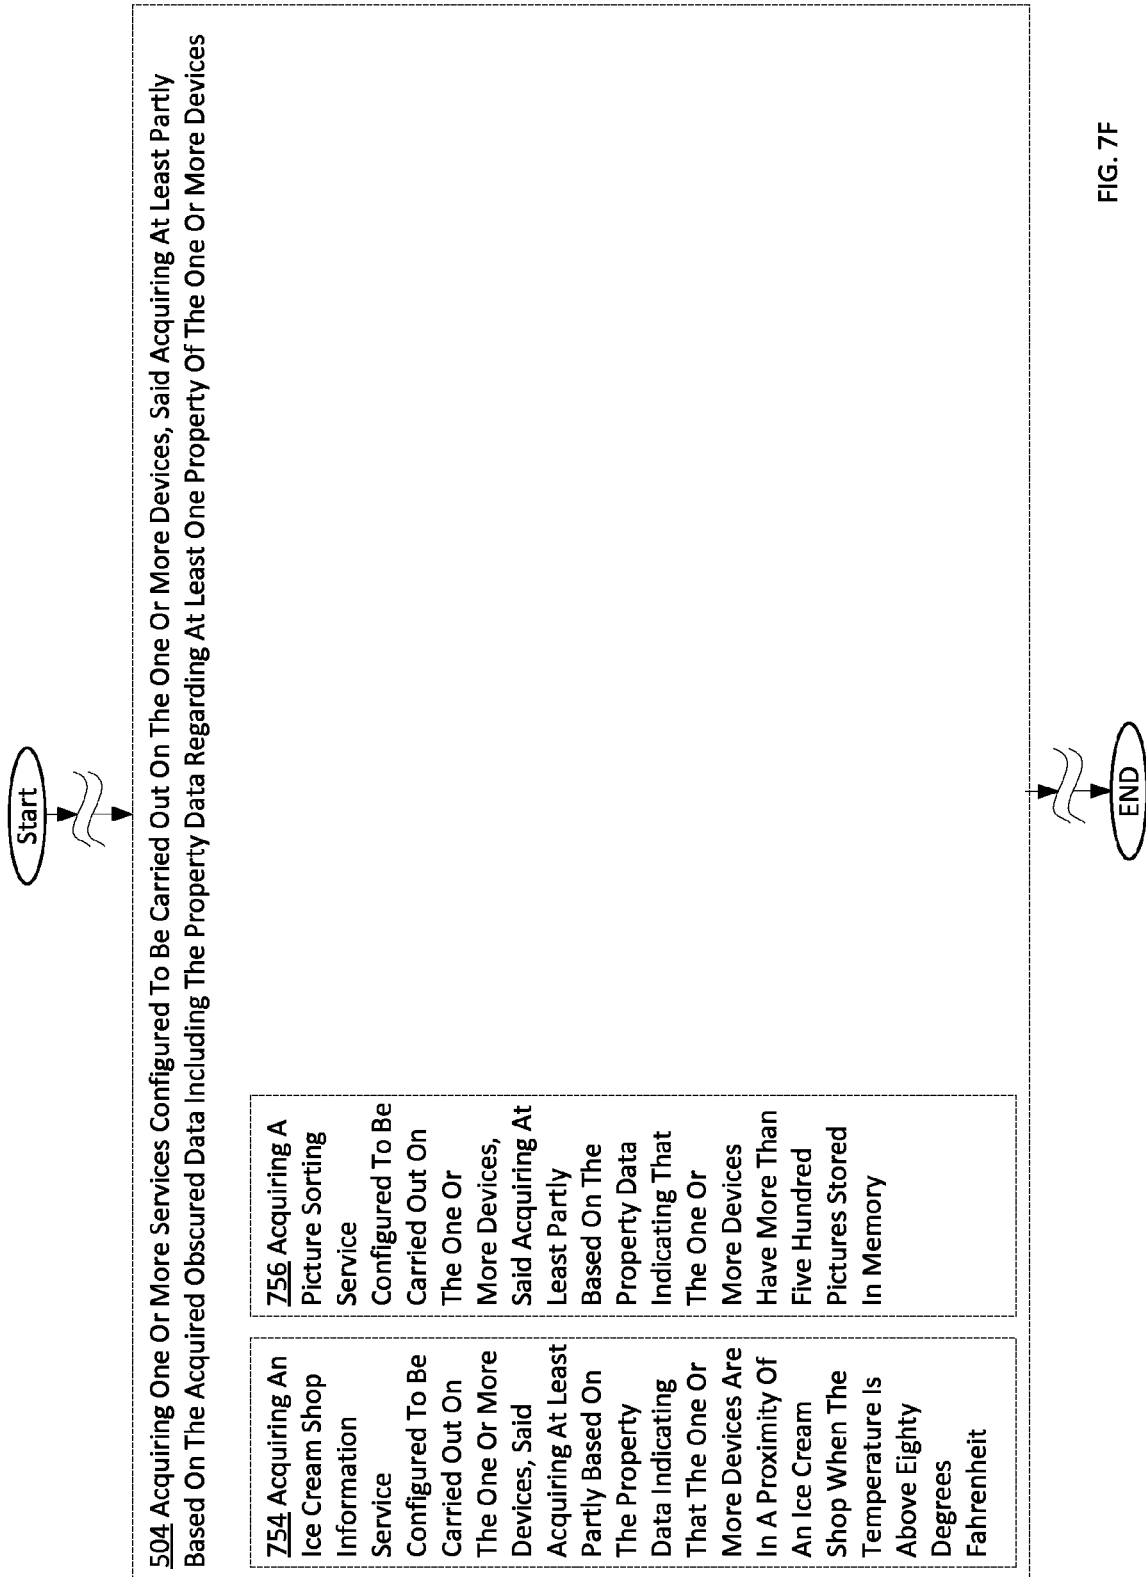 Start
504 Acquiring One Or More Services Configured To Be Carried Out On The One Or More Devices, Said Acquiring At Least Partly
Based On The Acquired Obscured Data Including The Property Data Regarding At Least One Property Of The One Or More Devices
754 Acquiring An
Ice Cream Shop
Information
Service
Configured To Be
Carried Out On
The One Or More
Devices, Said
Acquiring At Least
Partly Based On
The Property
Data Indicating
That The One Or
More Devices Are
In A Proximity Of
An Ice Cream
Shop When The
Temperature Is
Above Eighty
Degrees
Fahrenheit
756 Acquiring A
Picture Sorting
Service
Configured To Be
Carried Out On
The One Or
More Devices,
Said Acquiring At
Least Partly
Based On The
Property Data
Indicating That
The One Or
More Devices
Have More Than
Five Hundred
Pictures Stored
In Memory
END
FIG. 7F